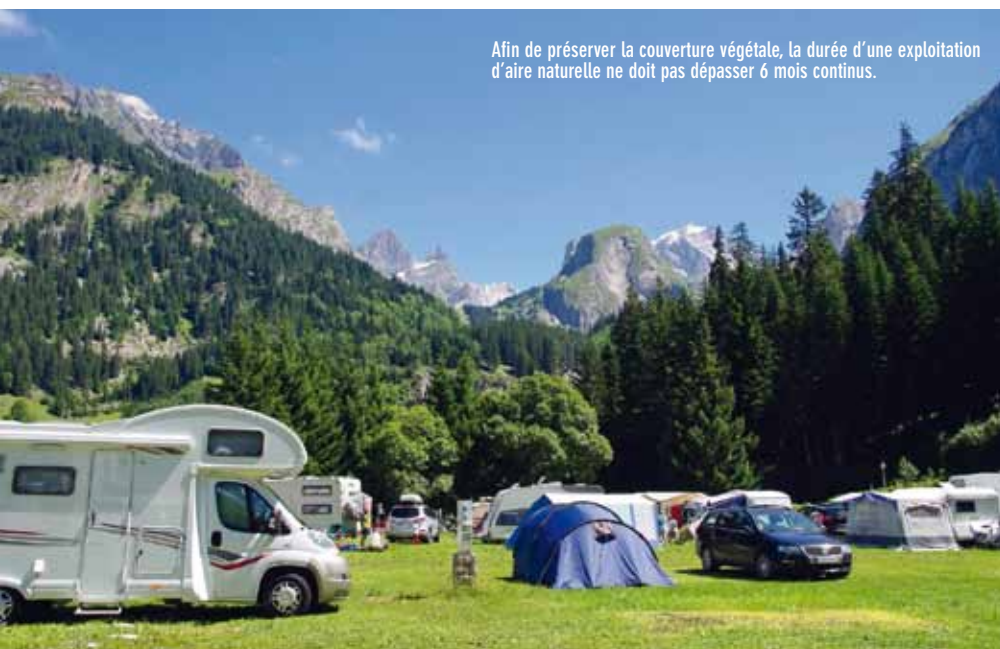 Afin de préserver la couverture végétale, la durée d’une exploitation
d’aire naturelle ne doit pas dépasser 6 mois continus.